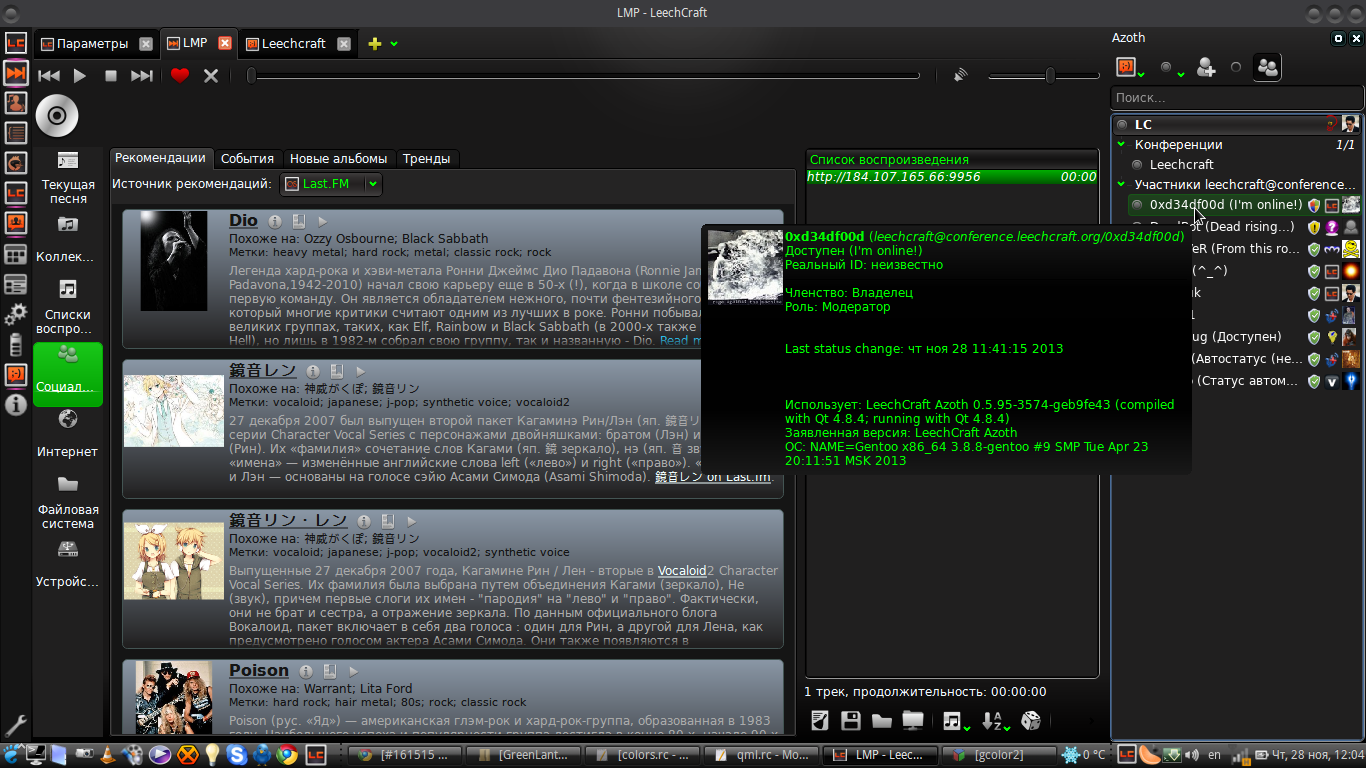 LMP - LeechCraft
Параметры
LMP
Leechcraft
Azoth
Поиск...
LC
Конференции 1/1
Leechcraft
Участники leechcraft@conference...
0xd34df00d (I'm online!)
(Dead rising...)
(From this ro...
(^_^)
(Доступен)
(Автостатус (не...
(Статус автом...
Текущая
песня
Коллек...
Списки
воспро...
Социал...
Интернет
Файловая
система
Устройс...
Рекомендации
События
Новые альбомы
Тренды
Источник рекомендаций:
Last.FM
Dio
Похоже на: Ozzy Osbourne; Black Sabbath
Метки: heavy metal; hard rock; metal; classic rock; rock
Легенда хард-рока и хэви-метала Ронни Джеймс Дио Падавона (Ronnie Jam
Padavona,1942-2010) начал свою карьеру еще в 50-х (!), когда в школе со
первую команду. Он является обладателем нежного, почти фентезийного
который многие критики считают одним из лучших в роке. Ронни побывал
великих группах, таких, как Elf, Rainbow и Black Sabbath (в 2000-х также
Hell), но лишь в 1982-м собрал свою группу, так и названную - Dio. Read m
鏡音レン
Похоже на: 神威がくぽ; 鏡音リン
Метки: vocaloid; japanese; j-pop; synthetic voice; vocaloid2
27 декабря 2007 был выпущен второй пакет Кагаминэ Рин/Лэн (яп. 鏡音リ
серии Character Vocal Series с персонажами двойняшками: братом (Лэн) и
Рин). Их «фамилия» сочетание слов Кагами (яп. 鏡 зеркало), нэ (яп. 音 зву
«имена» — изменённые английские слова left («лево») и right («право»). «
и Лэн — основаны на голосе сэйю Асами Симода (Asami Shimoda). 鏡音レン on Last.fm.
鏡音リン・レン
Похоже на: 神威がくぽ; 鏡音リン
Метки: vocaloid; japanese; j-pop; vocaloid2; synthetic voice
Выпущенные 27 декабря 2007 года, Кагамине Рин / Лен - вторые в Vocaloid2 Character
Vocal Series. Их фамилия была выбрана путем объединения Кагами (зеркало), Не
(звук), причем первые слоги их имен - "пародия" на "лево" и "право". Фактически,
они не брат и сестра, а отражение зеркала. По данным официального блога
Вокалоид, пакет включает в себя два голоса : один для Рин, а другой для Лена, как
предусмотрено голосом актера Асами Симода. Они также появляются в
Poison
Похоже на: Warrant; Lita Ford
Метки: hard rock; hair metal; 80s; rock; classic rock
Poison (рус. «Яд») — американская глэм-рок и хард-рок-группа, образованная в 1983
Список воспроизведения
http://184.107.165.66:9956 00:00
0xd34df00d (leechcraft@conference.leechcraft.org/0xd34df00d)
Доступен (I'm online!)
Реальный ID: неизвестно
Членство: Владелец
Роль: Модератор
Last status change: чт ноя 28 11:41:15 2013
Использует: LeechCraft Azoth 0.5.95-3574-geb9fe43 (compiled
with Qt 4.8.4; running with Qt 4.8.4)
Заявленная версия: LeechCraft Azoth
ОС: NAME=Gentoo x86_64 3.8.8-gentoo #9 SMP Tue Apr 23
20:11:51 MSK 2013
1 трек, продолжительность: 00:00:00
[#161515 ...
[GreenLant...
[colors.rc - ...
qml.rc - Mo...
LMP - Leec...
[gcolor2]
0 °C
en
Чт, 28 ноя, 12:04